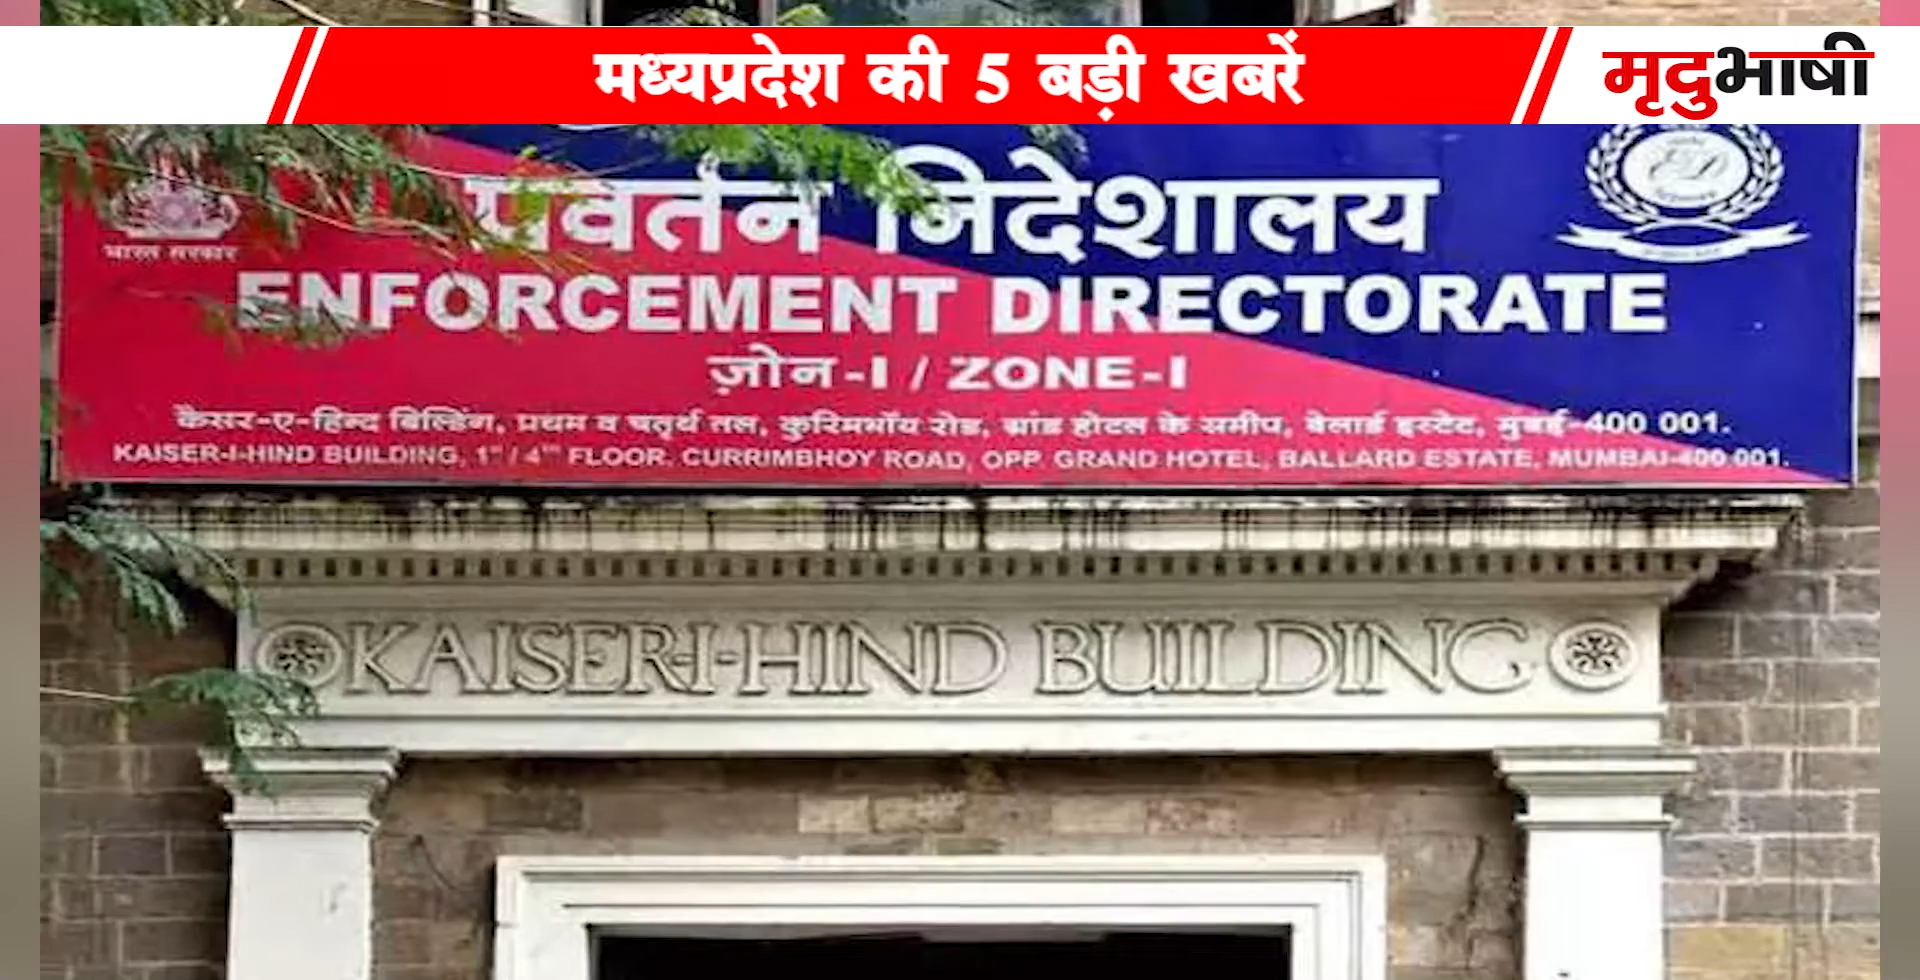 मध्यप्रदेश की 5 बड़ी खबरें
मृदुभाषी
भारत सरकार
प्रवर्तन निदेशालय
ED
ENFORCEMENT DIRECTORATE
ज़ोन-I / ZONE-I
कैसर-ए-हिन्द बिल्डिंग, प्रथम व चतुर्थ तल, कुरिमभॉय रोड, ग्रांड होटल के समीप, बेलार्ड इस्टेट, मुंबई-400 001.
KAISER-I-HIND BUILDING, 1ST / 4TH FLOOR, CURRIMBHOY ROAD, OPP. GRAND HOTEL, BALLARD ESTATE, MUMBAI-400 001.
KAISER-I-HIND BUILDING